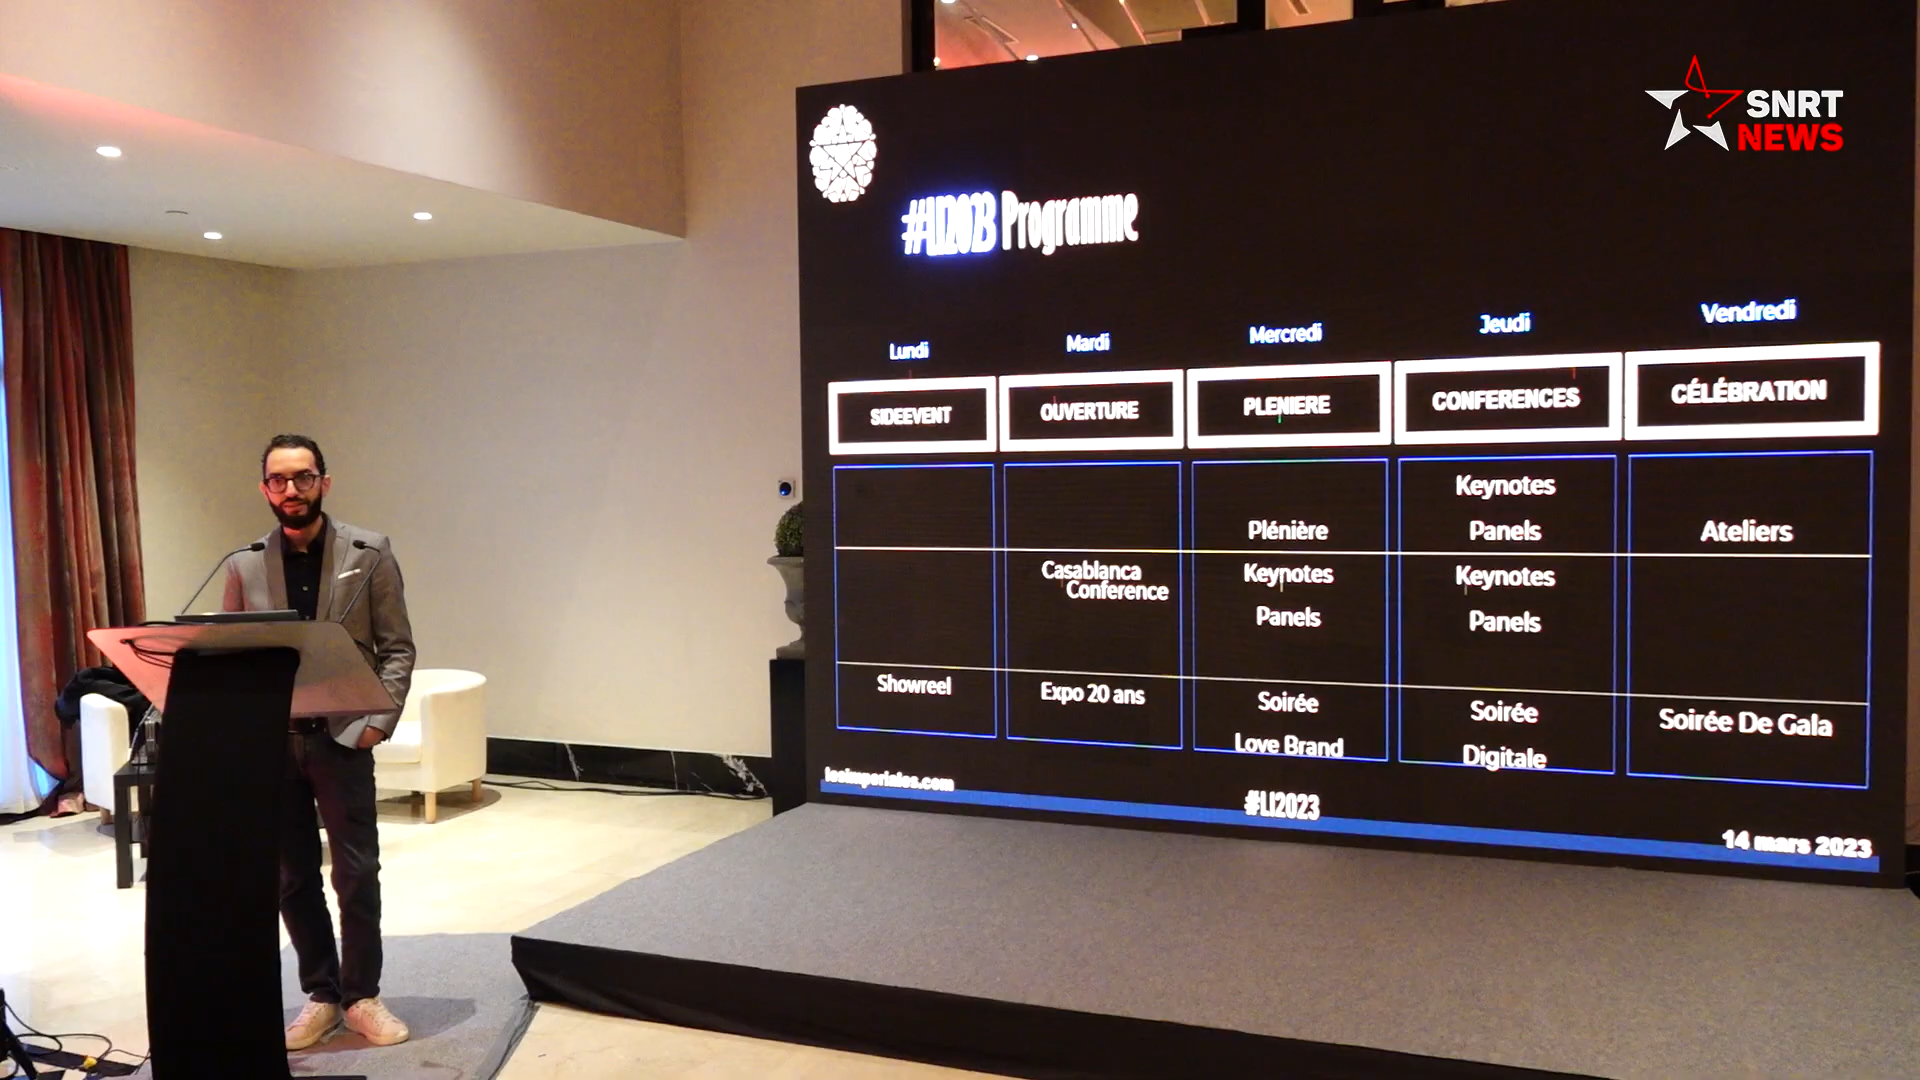 SNRT
NEWS
#LI2023 Programme
Lundi
Mardi
Mercredi
Jeudi
Vendredi
SIDEEVENT
OUVERTURE
PLENIERE
CONFERENCES
CÉLÉBRATION
Plénière
Keynotes
Panels
Ateliers
Casablanca
Conference
Keynotes
Panels
Keynotes
Panels
Showreel
Expo 20 ans
Soirée
Love Brand
Soirée
Digitale
Soirée De Gala
lesimperiales.com
#LI2023
14 mars 2023